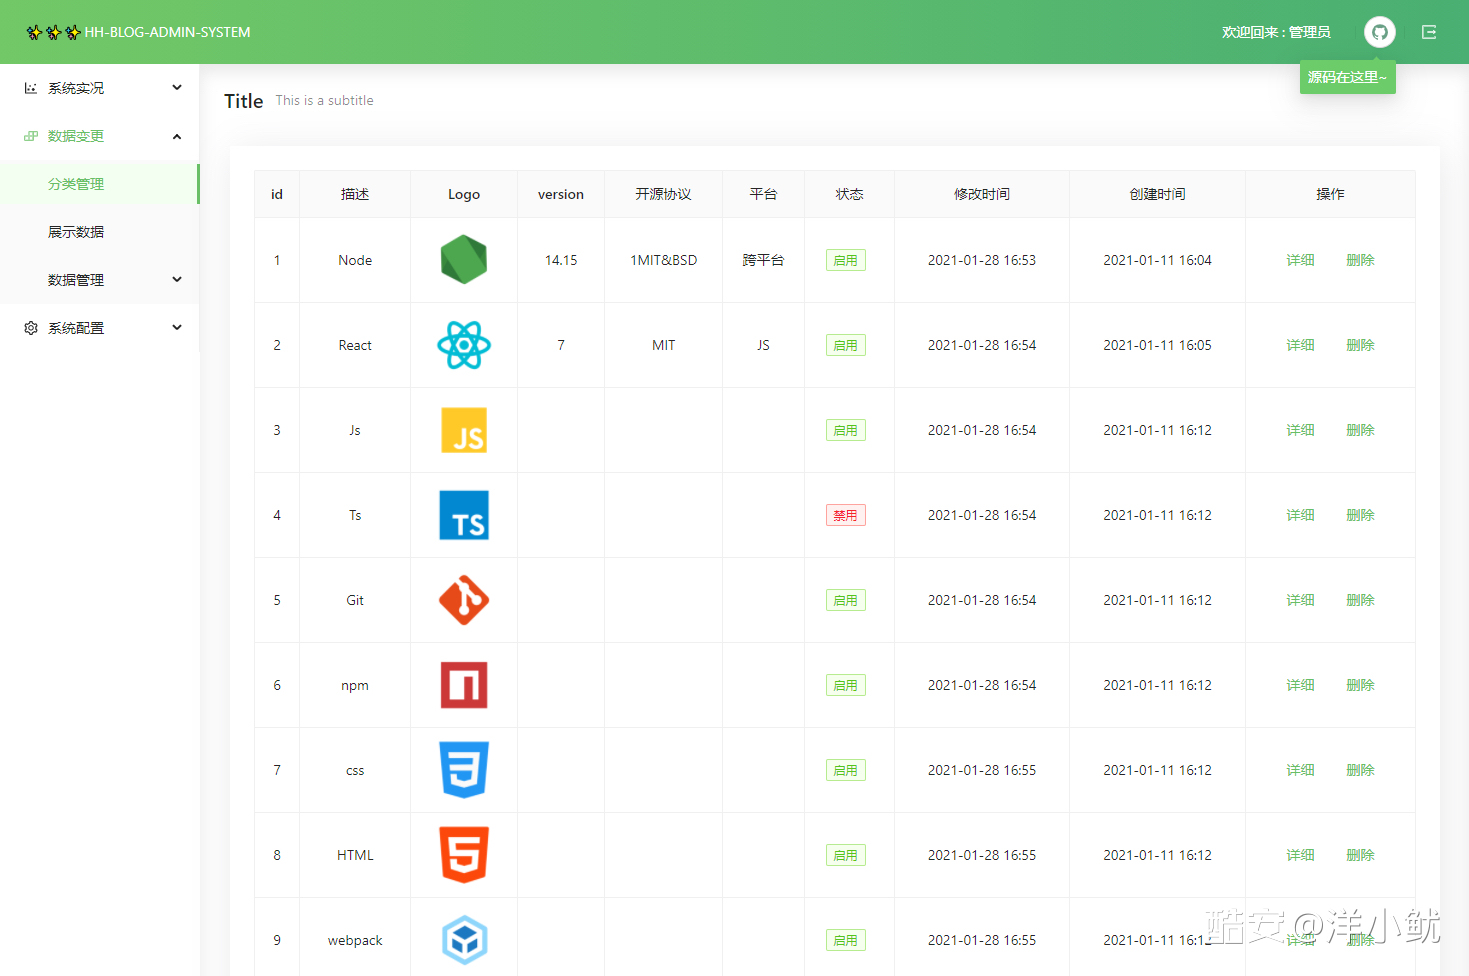 ✨✨✨HH-BLOG-ADMIN-SYSTEM
欢迎回来 : 管理员
源码在这里~
系统实况
数据变更
分类管理
展示数据
数据管理
系统配置
Title This is a subtitle
id 描述 Logo version 开源协议 平台 状态 修改时间 创建时间 操作
1 Node 14.15 1MIT&BSD 跨平台 启用 2021-01-28 16:53 2021-01-11 16:04 详细 删除
2 React 7 MIT JS 启用 2021-01-28 16:54 2021-01-11 16:05 详细 删除
3 Js JS 启用 2021-01-28 16:54 2021-01-11 16:12 详细 删除
4 Ts TS 禁用 2021-01-28 16:54 2021-01-11 16:12 详细 删除
5 Git 启用 2021-01-28 16:54 2021-01-11 16:12 详细 删除
6 npm 启用 2021-01-28 16:54 2021-01-11 16:12 详细 删除
7 css 启用 2021-01-28 16:55 2021-01-11 16:12 详细 删除
8 HTML 5 启用 2021-01-28 16:55 2021-01-11 16:12 详细 删除
9 webpack 启用 2021-01-28 16:55 2021-01-11 16:12 详细 删除
酷安@洋小鱿